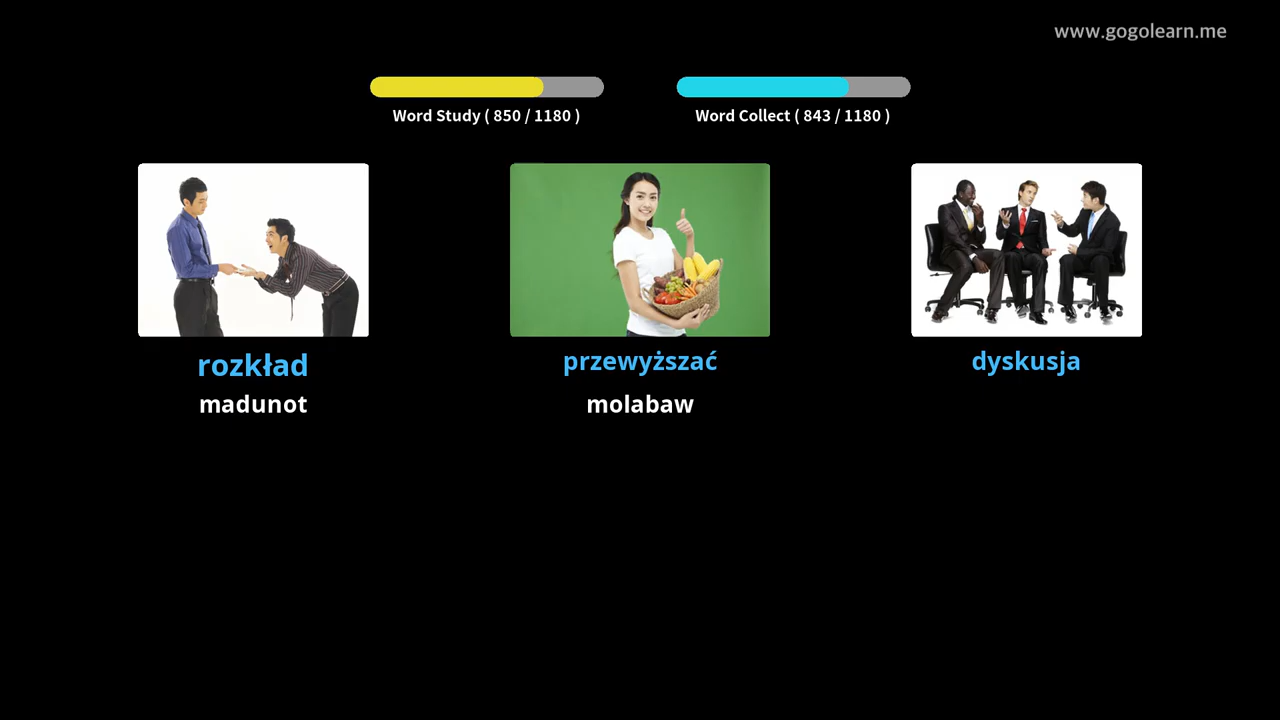 www.gogolearn.me
Word Study ( 850 / 1180 )
Word Collect ( 843 / 1180 )
rozkład
przewyższać
dyskusja
madunot
molabaw